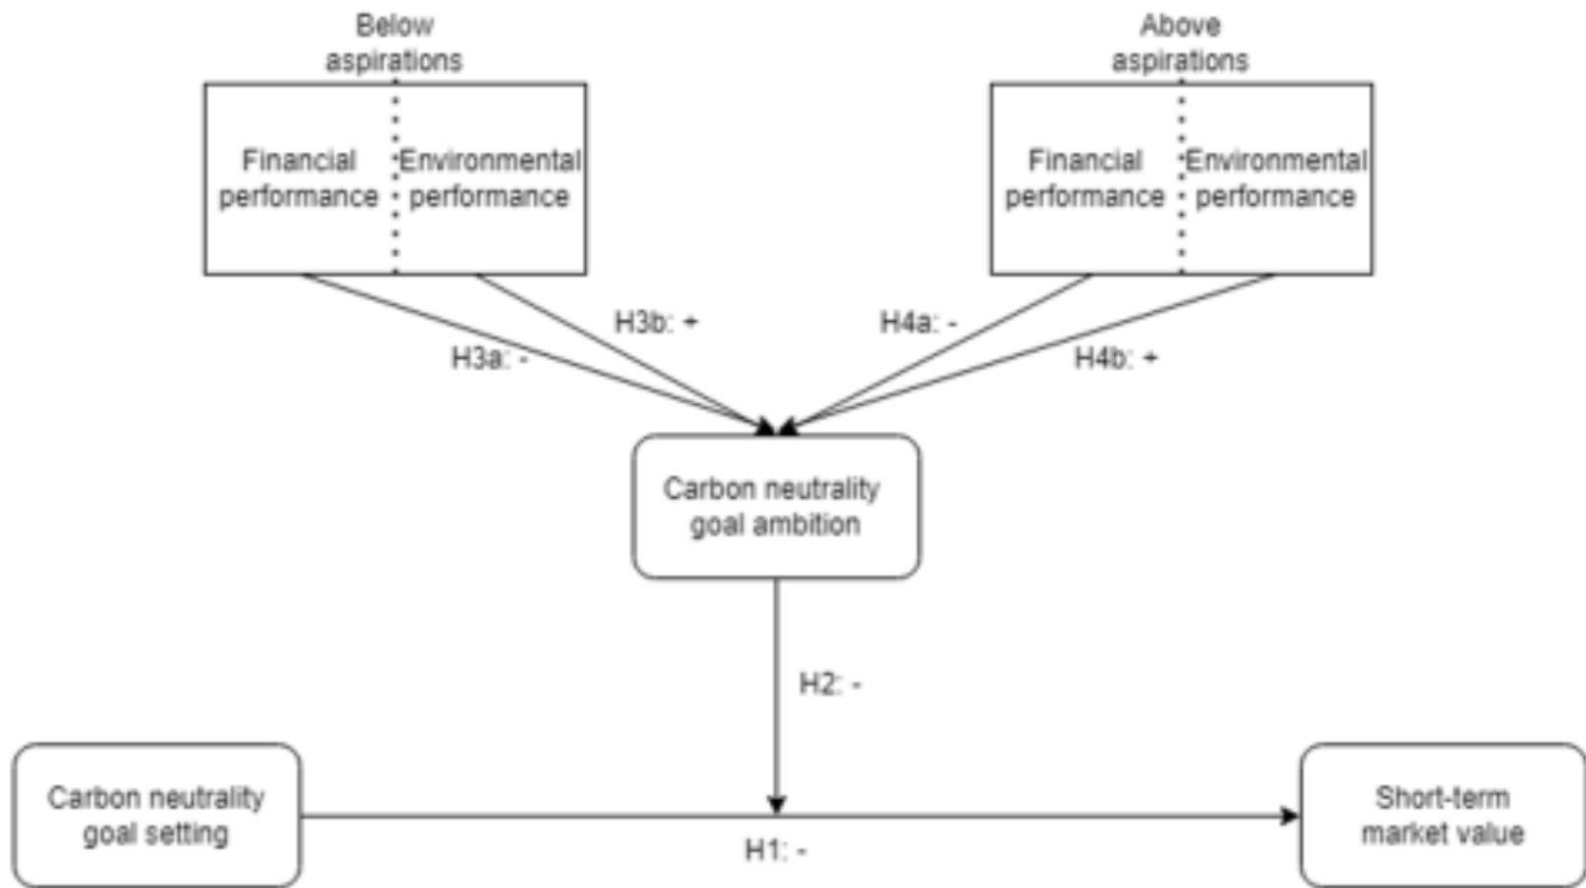 Below
aspirations
Above
aspirations
Financial
performance
Environmental
performance
Financial
performance
Environmental
performance
H3b: +
H3a: -
H4a: -
H4b: +
Carbon neutrality
goal ambition
H2: -
Carbon neutrality
goal setting
H1: -
Short-term
market value